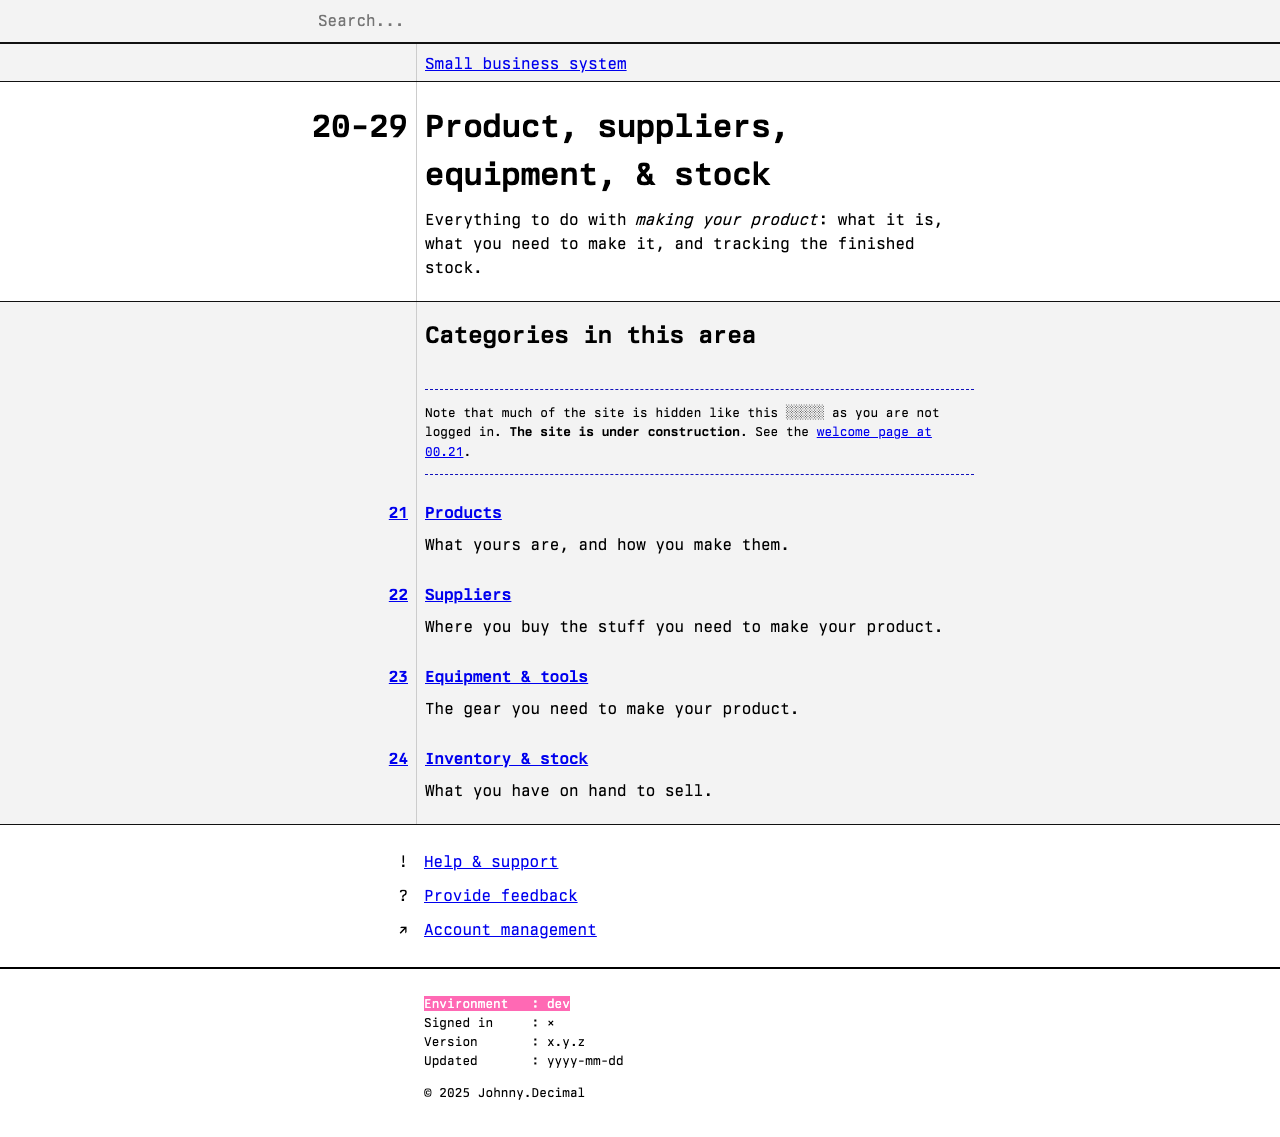 Search...
Small business system
20-29 Product, suppliers,
equipment, & stock
Everything to do with making your product: what it is,
what you need to make it, and tracking the finished
stock.
Categories in this area
Note that much of the site is hidden like this ░░░░░ as you are not
logged in. The site is under construction. See the welcome page at
00.21.
21 Products
What yours are, and how you make them.
22 Suppliers
Where you buy the stuff you need to make your product.
23 Equipment & tools
The gear you need to make your product.
24 Inventory & stock
What you have on hand to sell.
! Help & support
? Provide feedback
↗ Account management
Environment : dev
Signed in : ×
Version : x.y.z
Updated : yyyy-mm-dd
© 2025 Johnny.Decimal